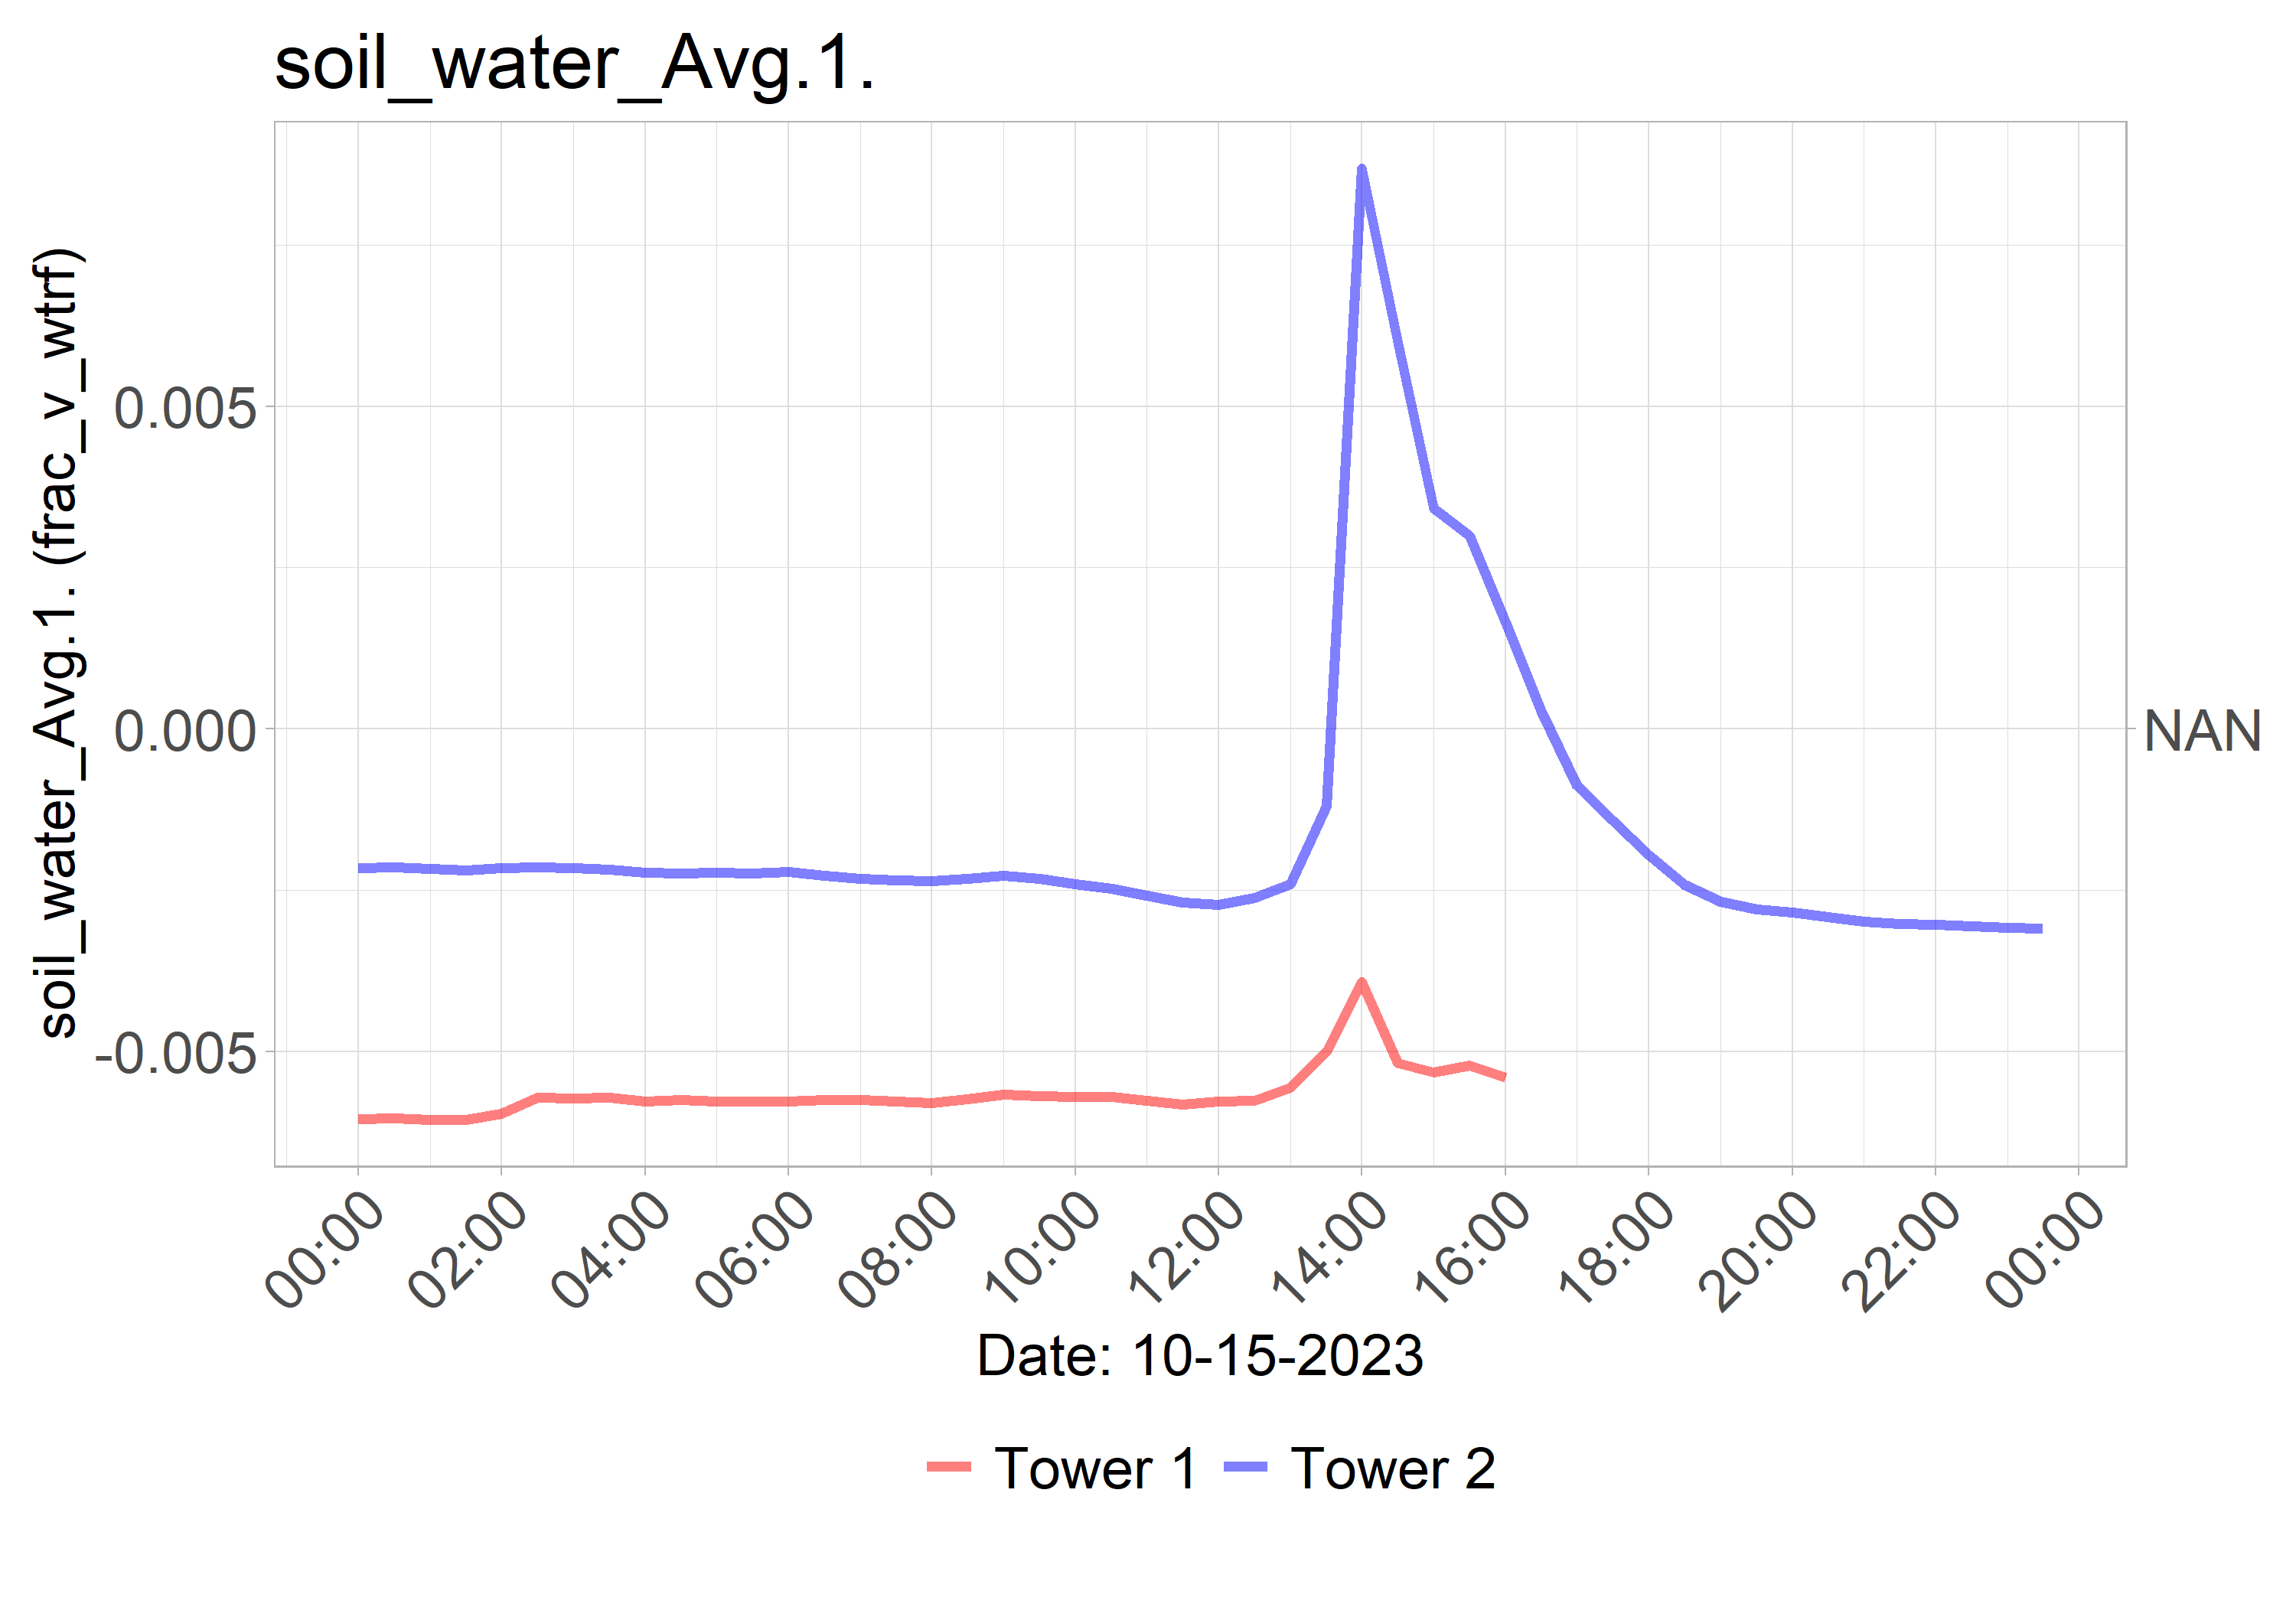 soil_water_Avg.1.
soil_water_Avg.1. (frac_v_wtrf)
0.005
0.000
-0.005
NAN
00:00
02:00
04:00
06:00
08:00
10:00
12:00
14:00
16:00
18:00
20:00
22:00
00:00
Date: 10-15-2023
Tower 1
Tower 2